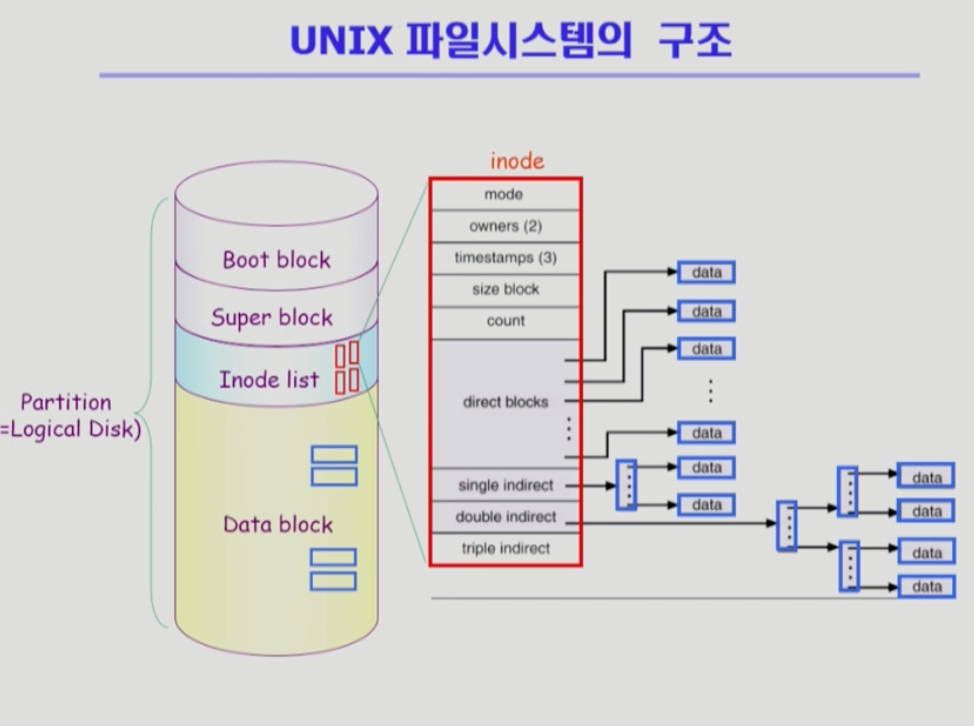 UNIX 파일시스템의 구조
inode
Boot block
Super block
Inode list
Data block
Partition
=Logical Disk)
mode
owners (2)
timestamps (3)
size block
count
direct blocks
single indirect
double indirect
triple indirect
data
data
data
data
data
data
data
data
data
data